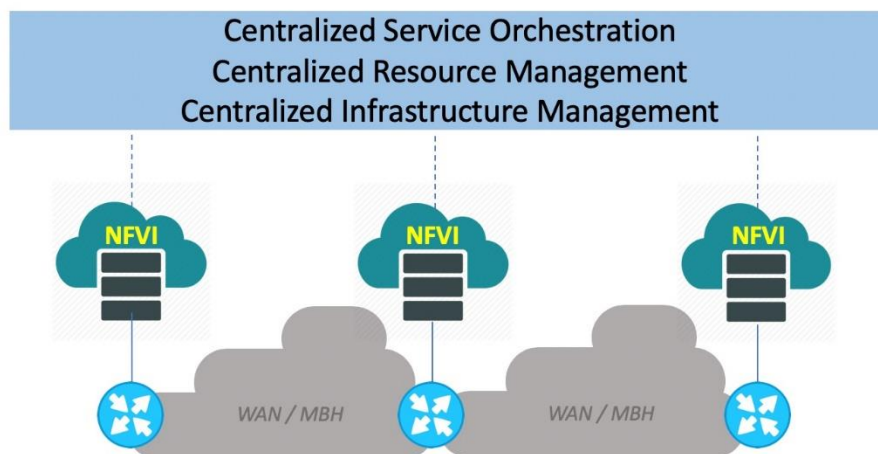 Centralized Service Orchestration
Centralized Resource Management
Centralized Infrastructure Management
NFVI
NFVI
NFVI
WAN / MBH
WAN / MBH